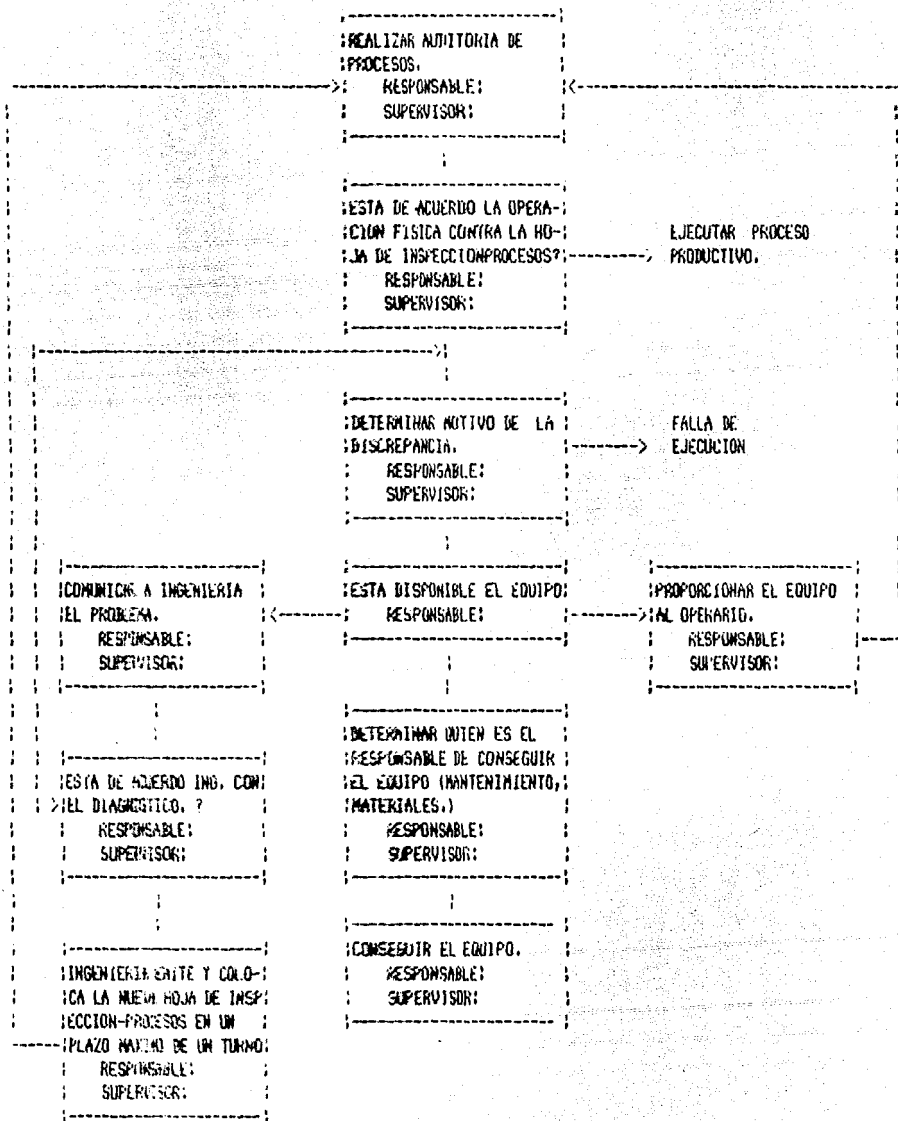 REALIZAR AUDITORIA DE
PROCESOS.
RESPONSABLE:
SUPERVISOR:
ESTA DE ACUERDO LA OPERA-
CION FISICA CONTRA LA HO-
JA DE INSPECCIONPROCESOS?
RESPONSABLE:
SUPERVISOR:
EJECUTAR PROCESO
PRODUCTIVO.
DETERMINAR MOTIVO DE LA
DISCREPANCIA.
RESPONSABLE:
SUPERVISOR:
FALLA DE
EJECUCION
COMUNICAR A INGENIERIA
EL PROBLEMA.
RESPONSABLE:
SUPERVISOR:
ESTA DISPONIBLE EL EQUIPO
RESPONSABLE:
PROPORCIONAR EL EQUIPO
AL OPERARIO.
RESPONSABLE:
SUPERVISOR:
DETERMINAR QUIEN ES EL
RESPONSABLE DE CONSEGUIR
EL EQUIPO (MANTENIMIENTO,
MATERIALES.)
RESPONSABLE:
SUPERVISOR:
ESTA DE ACUERDO ING. CON
EL DIAGNOSTICO. ?
RESPONSABLE:
SUPERVISOR:
CONSEGUIR EL EQUIPO.
RESPONSABLE:
SUPERVISOR:
INGENIERIA EMITE Y COLO-
CA LA NUEVA HOJA DE INSP
ECCION-PROCESOS EN UN
PLAZO MAXIMO DE UN TURNO
RESPONSABLE:
SUPERVISOR: